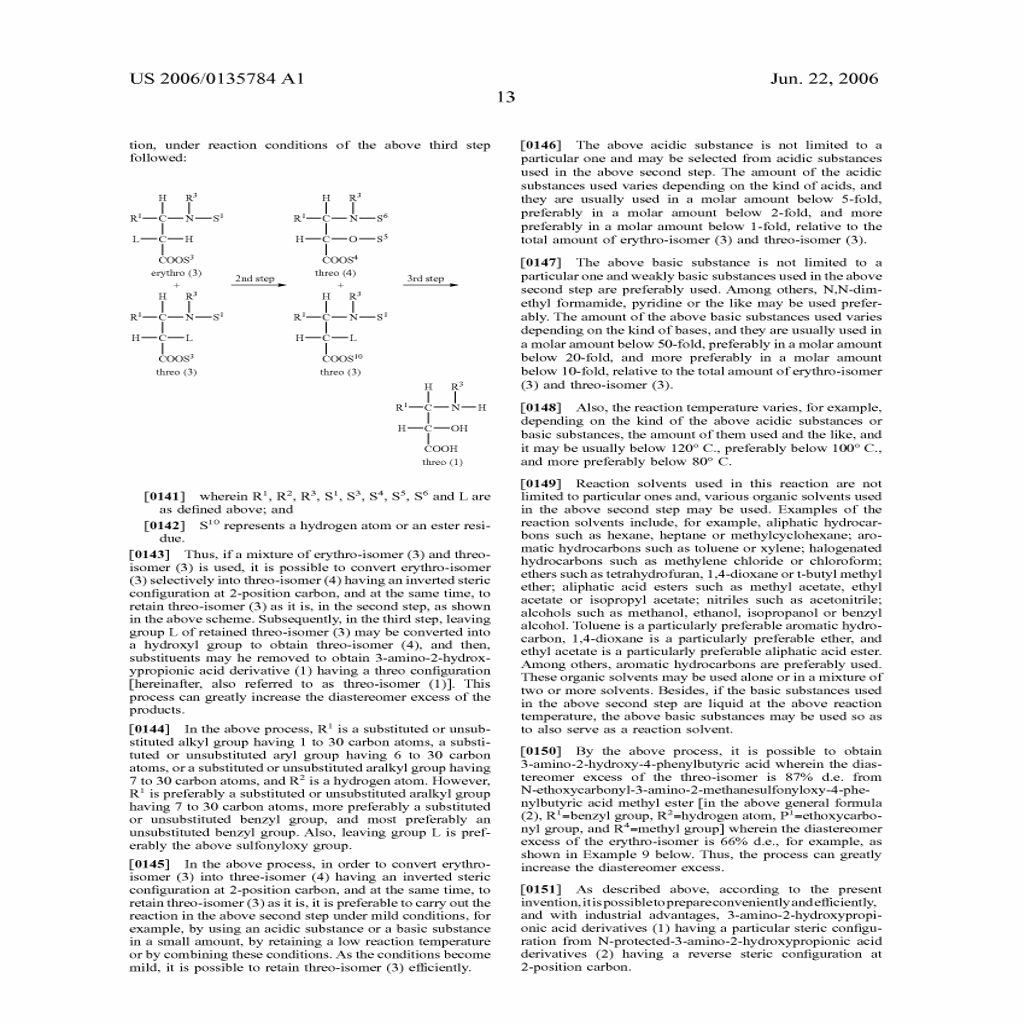 US 2006/0135784 A1
Jun. 22, 2006
13
tion, under reaction conditions of the above third step
followed:
H R³
R¹—C—N—S¹
L—C—H
COOS³
erythro (3)
+
H R³
R¹—C—N—S¹
H—C—L
COOS³
threo (3)
2nd step
H R³
R¹—C—N—S⁶
H—C—O—S⁵
COOS⁴
threo (4)
+
H R³
R¹—C—N—S¹
H—C—L
COOS¹⁰
threo (3)
3rd step
H R³
R¹—C—N—H
H—C—OH
COOH
threo (1)
[0141] wherein R¹, R², R³, S¹, S³, S⁴, S⁵, S⁶ and L are
as defined above; and
[0142] S¹⁰ represents a hydrogen atom or an ester resi-
due.
[0143] Thus, if a mixture of erythro-isomer (3) and threo-
isomer (3) is used, it is possible to convert erythro-isomer
(3) selectively into threo-isomer (4) having an inverted steric
configuration at 2-position carbon, and at the same time, to
retain threo-isomer (3) as it is, in the second step, as shown
in the above scheme. Subsequently, in the third step, leaving
group L of retained threo-isomer (3) may be converted into
a hydroxyl group to obtain threo-isomer (4), and then,
substituents may he removed to obtain 3-amino-2-hydrox-
ypropionic acid derivative (1) having a threo configuration
[hereinafter, also referred to as threo-isomer (1)]. This
process can greatly increase the diastereomer excess of the
products.
[0144] In the above process, R¹ is a substituted or unsub-
stituted alkyl group having 1 to 30 carbon atoms, a substi-
tuted or unsubstituted aryl group having 6 to 30 carbon
atoms, or a substituted or unsubstituted aralkyl group having
7 to 30 carbon atoms, and R² is a hydrogen atom. However,
R¹ is preferably a substituted or unsubstituted aralkyl group
having 7 to 30 carbon atoms, more preferably a substituted
or unsubstituted benzyl group, and most preferably an
unsubstituted benzyl group. Also, leaving group L is pref-
erably the above sulfonyloxy group.
[0145] In the above process, in order to convert erythro-
isomer (3) into three-isomer (4) having an inverted steric
configuration at 2-position carbon, and at the same time, to
retain threo-isomer (3) as it is, it is preferable to carry out the
reaction in the above second step under mild conditions, for
example, by using an acidic substance or a basic substance
in a small amount, by retaining a low reaction temperature
or by combining these conditions. As the conditions become
mild, it is possible to retain threo-isomer (3) efficiently.
[0146] The above acidic substance is not limited to a
particular one and may be selected from acidic substances
used in the above second step. The amount of the acidic
substances used varies depending on the kind of acids, and
they are usually used in a molar amount below 5-fold,
preferably in a molar amount below 2-fold, and more
preferably in a molar amount below 1-fold, relative to the
total amount of erythro-isomer (3) and threo-isomer (3).
[0147] The above basic substance is not limited to a
particular one and weakly basic substances used in the above
second step are preferably used. Among others, N,N-dim-
ethyl formamide, pyridine or the like may be used prefer-
ably. The amount of the above basic substances used varies
depending on the kind of bases, and they are usually used in
a molar amount below 50-fold, preferably in a molar amount
below 20-fold, and more preferably in a molar amount
below 10-fold, relative to the total amount of erythro-isomer
(3) and threo-isomer (3).
[0148] Also, the reaction temperature varies, for example,
depending on the kind of the above acidic substances or
basic substances, the amount of them used and the like, and
it may be usually below 120° C., preferably below 100° C.,
and more preferably below 80° C.
[0149] Reaction solvents used in this reaction are not
limited to particular ones and, various organic solvents used
in the above second step may be used. Examples of the
reaction solvents include, for example, aliphatic hydrocar-
bons such as hexane, heptane or methylcyclohexane; aro-
matic hydrocarbons such as toluene or xylene; halogenated
hydrocarbons such as methylene chloride or chloroform;
ethers such as tetrahydrofuran, 1,4-dioxane or t-butyl methyl
ether; aliphatic acid esters such as methyl acetate, ethyl
acetate or isopropyl acetate; nitriles such as acetonitrile;
alcohols such as methanol, ethanol, isopropanol or benzyl
alcohol. Toluene is a particularly preferable aromatic hydro-
carbon, 1,4-dioxane is a particularly preferable ether, and
ethyl acetate is a particularly preferable aliphatic acid ester.
Among others, aromatic hydrocarbons are preferably used.
These organic solvents may be used alone or in a mixture of
two or more solvents. Besides, if the basic substances used
in the above second step are liquid at the above reaction
temperature, the above basic substances may be used so as
to also serve as a reaction solvent.
[0150] By the above process, it is possible to obtain
3-amino-2-hydroxy-4-phenylbutyric acid wherein the dias-
tereomer excess of the threo-isomer is 87% d.e. from
N-ethoxycarbonyl-3-amino-2-methanesulfonyloxy-4-phe-
nylbutyric acid methyl ester [in the above general formula
(2), R¹=benzyl group, R²=hydrogen atom, P¹=ethoxycarbo-
nyl group, and R⁴=methyl group] wherein the diastereomer
excess of the erythro-isomer is 66% d.e., for example, as
shown in Example 9 below. Thus, the process can greatly
increase the diastereomer excess.
[0151] As described above, according to the present
invention, it is possible to prepare conveniently and efficiently,
and with industrial advantages, 3-amino-2-hydroxypropi-
onic acid derivatives (1) having a particular steric configu-
ration from N-protected-3-amino-2-hydroxypropionic acid
derivatives (2) having a reverse steric configuration at
2-position carbon.